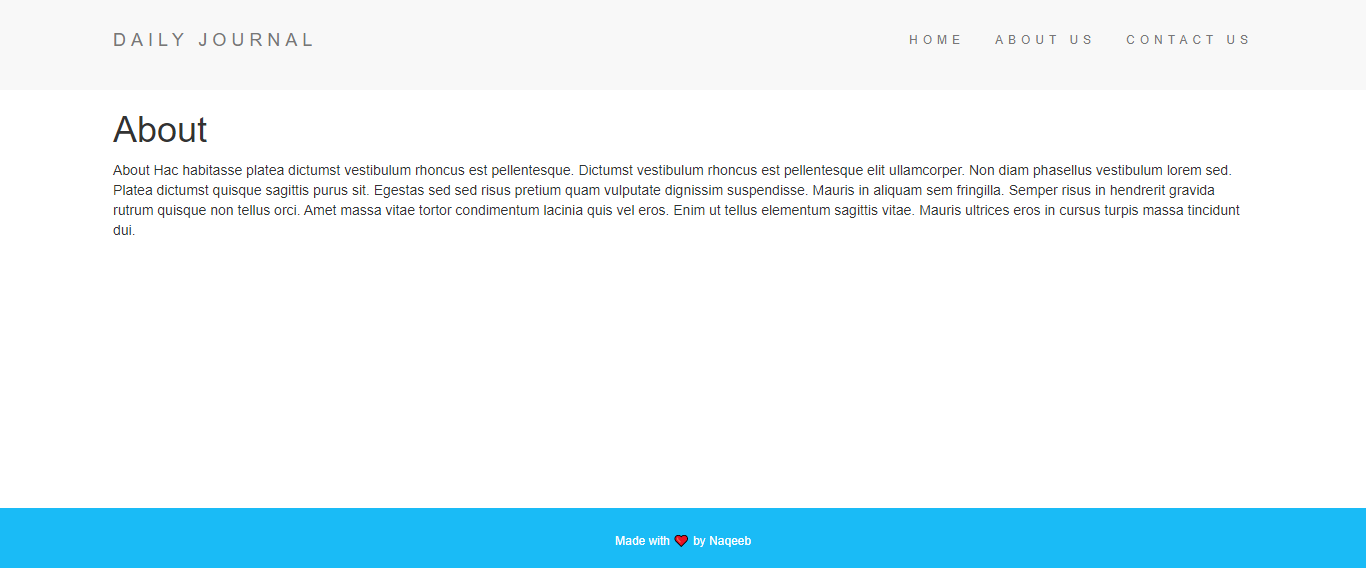 DAILY JOURNAL
HOME ABOUT US CONTACT US
About
About Hac habitasse platea dictumst vestibulum rhoncus est pellentesque. Dictumst vestibulum rhoncus est pellentesque elit ullamcorper. Non diam phasellus vestibulum lorem sed.
Platea dictumst quisque sagittis purus sit. Egestas sed sed risus pretium quam vulputate dignissim suspendisse. Mauris in aliquam sem fringilla. Semper risus in hendrerit gravida
rutrum quisque non tellus orci. Amet massa vitae tortor condimentum lacinia quis vel eros. Enim ut tellus elementum sagittis vitae. Mauris ultrices eros in cursus turpis massa tincidunt
dui.
Made with ❤ by Naqeeb